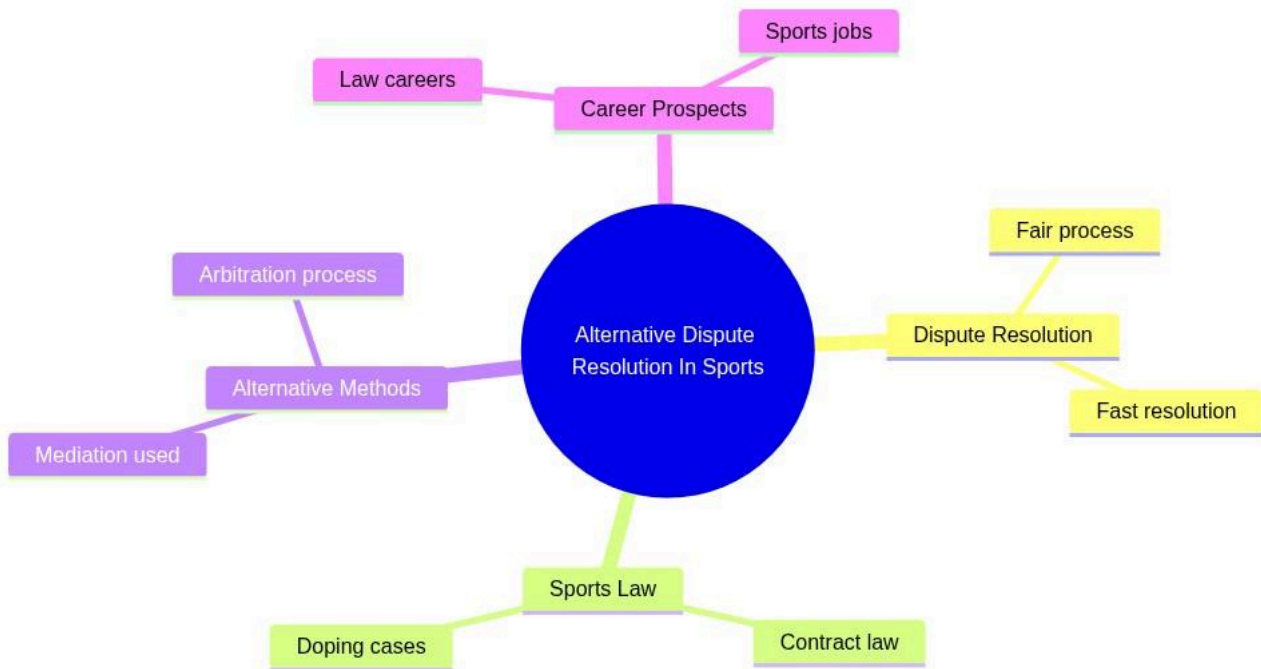 Sports jobs
Law careers
Career Prospects
Fair process
Arbitration process
Alternative Dispute
Resolution In Sports
Dispute Resolution
Alternative Methods
Fast resolution
Mediation used
Sports Law
Doping cases
Contract law